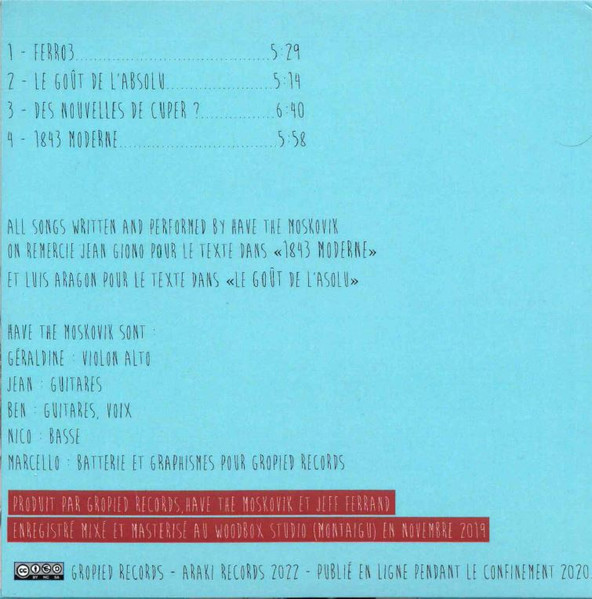 1 - FERRO3........................................5:29
2 - LE GOÛT DE L'ABSOLU......................5:14
3 - DES NOUVELLES DE CUPER ?...............6:40
4 - 1843 MODERNE................................5:58
ALL SONGS WRITTEN AND PERFORMED BY HAVE THE MOSKOVIK
ON REMERCIE JEAN GIONO POUR LE TEXTE DANS «1843 MODERNE»
ET LUIS ARAGON POUR LE TEXTE DANS «LE GOÛT DE L'ASOLU»
HAVE THE MOSKOVIK SONT :
GÉRALDINE : VIOLON ALTO
JEAN : GUITARES
BEN : GUITARES, VOIX
NICO : BASSE
MARCELLO : BATTERIE ET GRAPHISMES POUR GROPIED RECORDS
PRODUIT PAR GROPIED RECORDS,HAVE THE MOSKOVIK ET JEFF FERRAND
ENREGISTRÉ MIXÉ ET MASTERISÉ AU WOODBOX STUDIO (MONTAIGU) EN NOVEMBRE 2019
CC BY NC SA GROPIED RECORDS - ARAKI RECORDS 2022 - PUBLIÉ EN LIGNE PENDANT LE CONFINEMENT 2020.